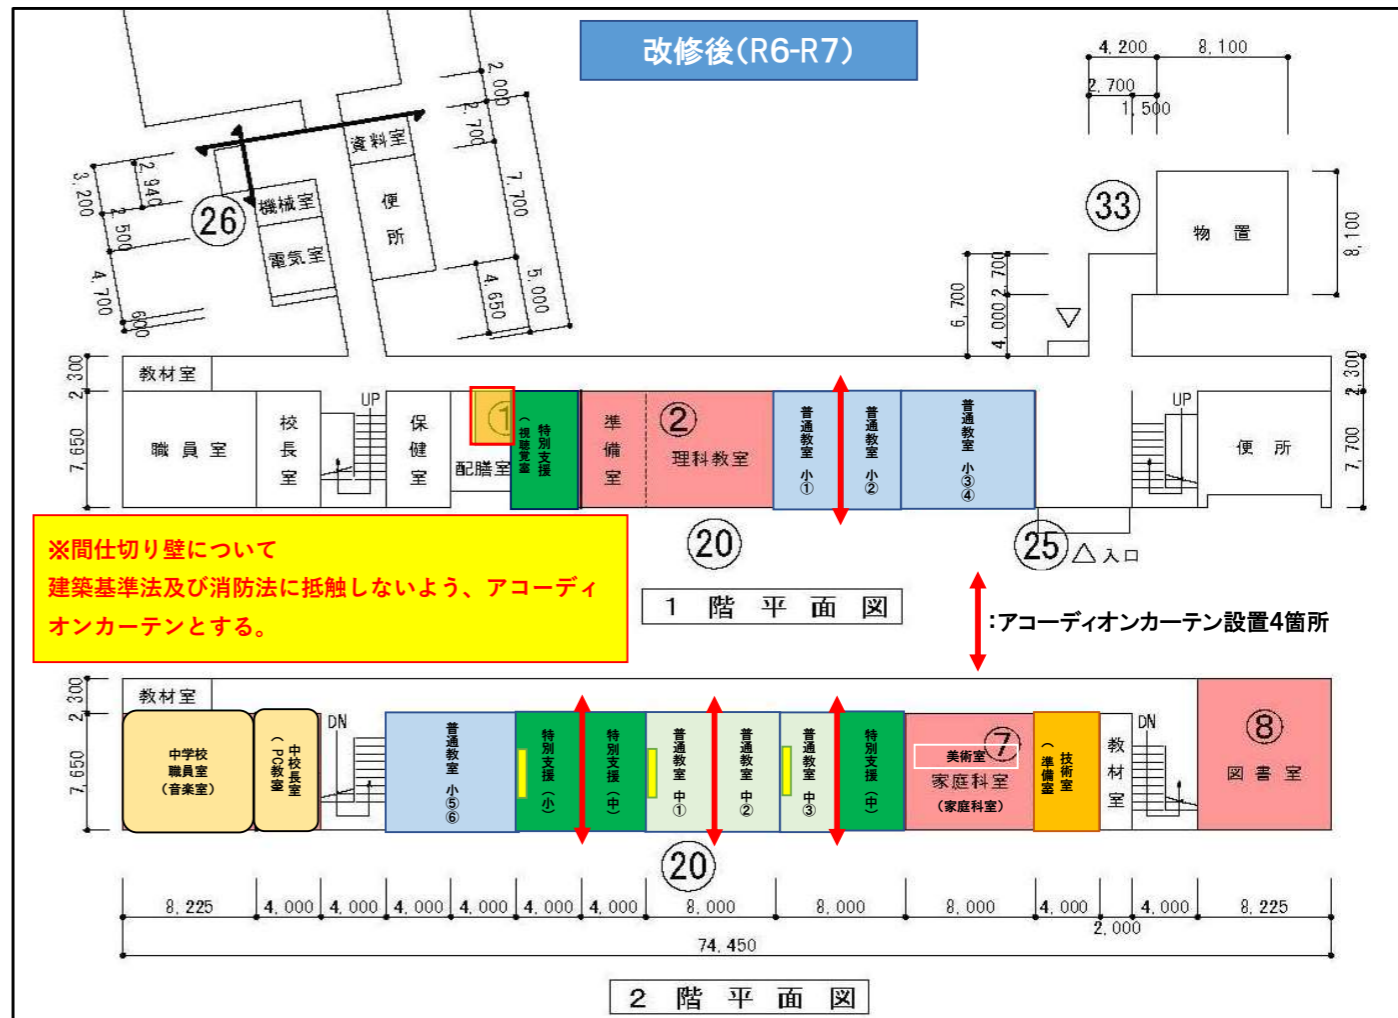 改修後(R6-R7)
4,200
8,100
2,700
1,500
2,000
2,700
7,700
5,000
4,650
資料室
便所
機械室
電気室
3,200
2,940
2,500
4,700
600
26
33
物置
8,100
6,700
2,700
4,000
2,300
7,650
教材室
職員室
校長室
UP
保健室
①
配膳室
特別支援
(視聴覚室
準備室
②
理科教室
普通教室 小①
普通教室 小②
普通教室 小③④
UP
便所
2,300
7,700
※間仕切り壁について
建築基準法及び消防法に抵触しないよう、アコーディ
オンカーテンとする。
20
25
△入口
1階平面図
:アコーディオンカーテン設置4箇所
2,300
7,650
教材室
中学校
職員室
(音楽室)
中校長室
(PC教室
DN
普通教室 小⑤⑥
特別支援(小)
特別支援(中)
普通教室 中①
普通教室 中②
普通教室 中③
特別支援(中)
⑦
美術室
家庭科室
(家庭科室)
技術室
(準備室
教材室
DN
⑧
図書室
20
8,225
4,000
4,000
4,000
4,000
4,000
4,000
8,000
8,000
8,000
4,000
2,000
4,000
8,225
74.450
2階平面図